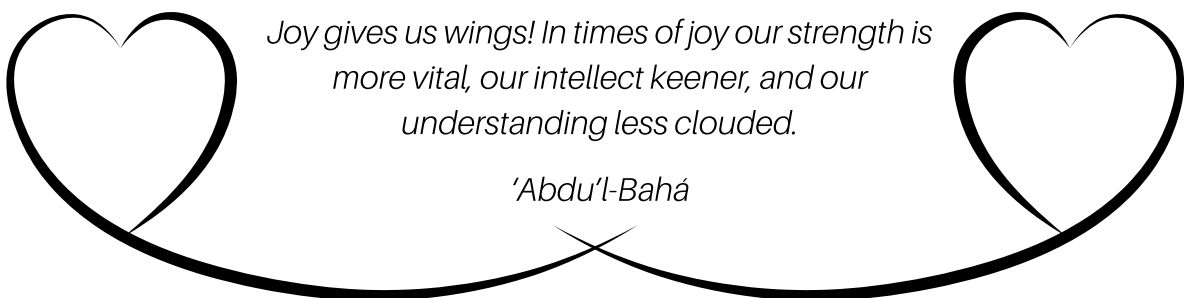 Joy gives us wings! In times of joy our strength is
more vital, our intellect keener, and our
understanding less clouded.
‘Abdu’l-Bahá